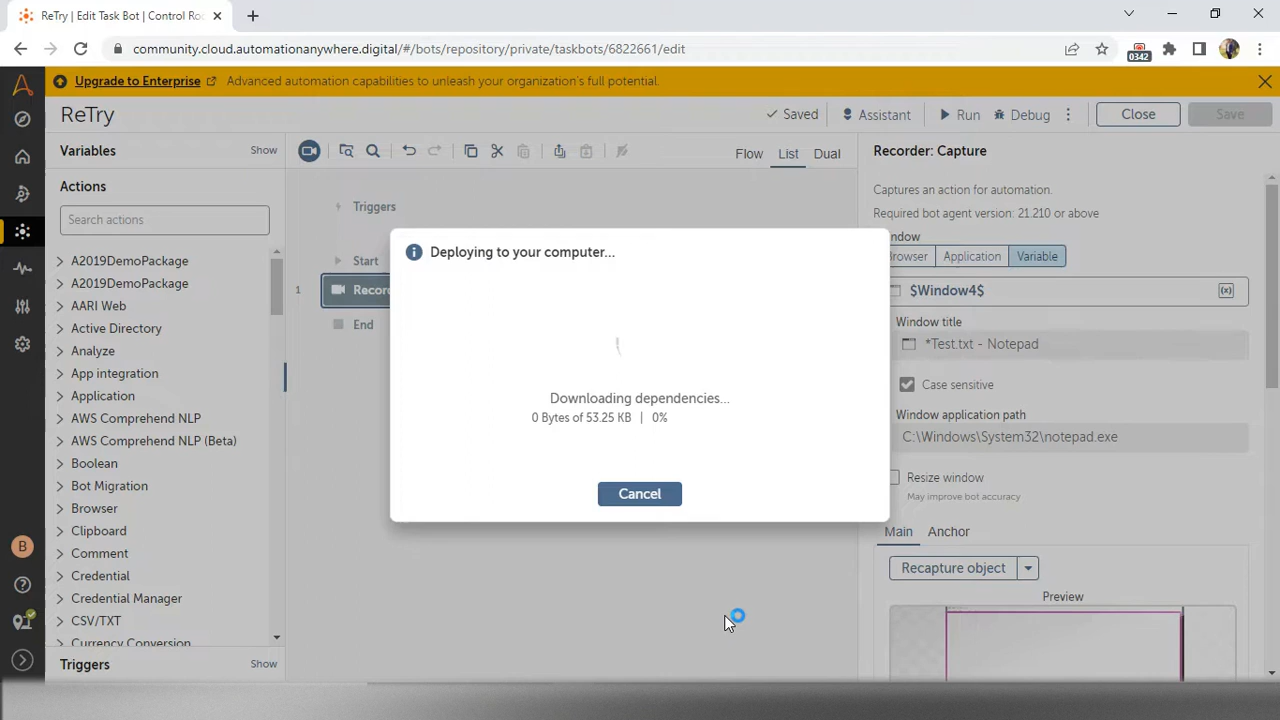 ReTry | Edit Task Bot | Control Ro
community.cloud.automationanywhere.digital/#/bots/repository/private/taskbots/6822661/edit
0342
Upgrade to Enterprise
Advanced automation capabilities to unleash your organization's full potential.
ReTry
Saved
Assistant
Run
Debug
Close
Save
Variables
Show
Flow
List
Dual
Recorder: Capture
Actions
Search actions
A2019DemoPackage
A2019DemoPackage
AARI Web
Active Directory
Analyze
App integration
Application
AWS Comprehend NLP
AWS Comprehend NLP (Beta)
Boolean
Bot Migration
Browser
Clipboard
Comment
Credential
Credential Manager
CSV/TXT
Currency Conversion
Triggers
Show
B
Triggers
Start
1
Record
End
Deploying to your computer...
Downloading dependencies...
0 Bytes of 53.25 KB | 0%
Cancel
Captures an action for automation.
Required bot agent version: 21.210 or above
Window
Browser
Application
Variable
$Window4$
(x)
Window title
*Test.txt - Notepad
Case sensitive
Window application path
C:\Windows\System32\notepad.exe
Resize window
May improve bot accuracy
Main
Anchor
Recapture object
Preview